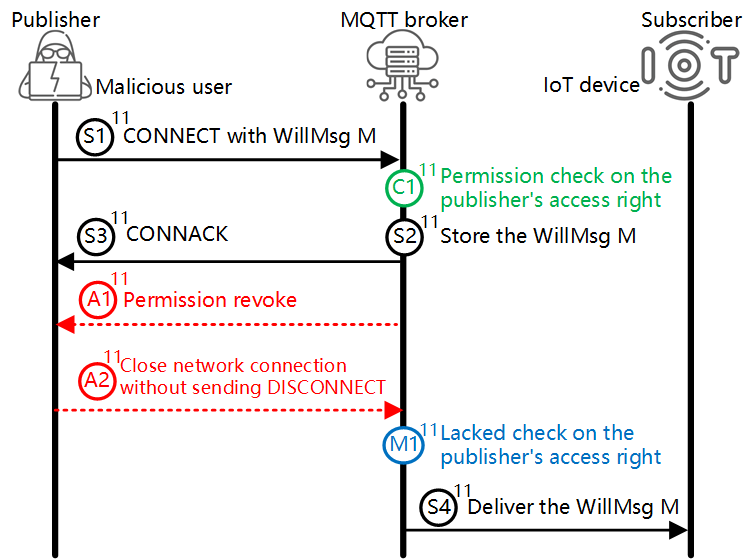 Publisher
MQTT broker
Subscriber
IoT
Malicious user
IoT device
S1 11 CONNECT with WillMsg M
C1 11 Permission check on the
publisher's access right
S3 11 CONNACK
S2 11 Store the WillMsg M
A1 11 Permission revoke
A2 11 Close network connection
without sending DISCONNECT
M1 11 Lacked check on the
publisher's access right
S4 11 Deliver the WillMsg M